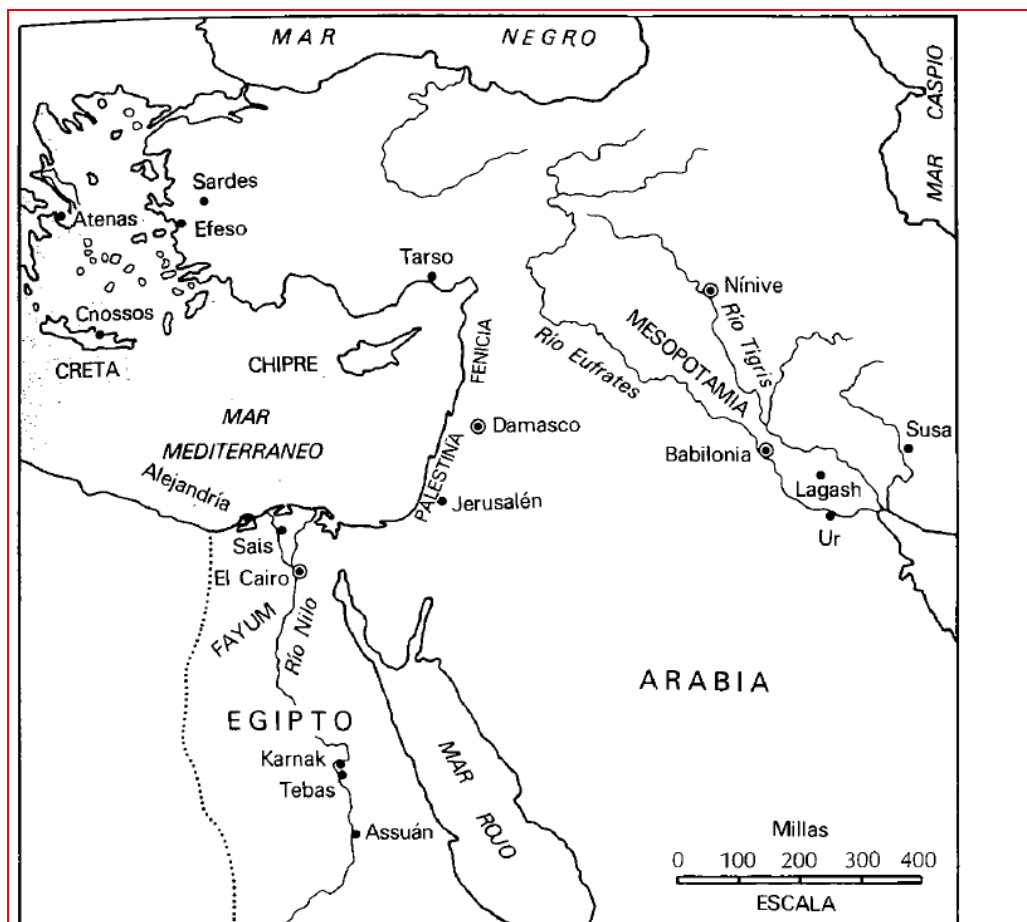 MAR NEGRO
MAR CASPIO
Sardes
Atenas
Efeso
Tarso
Nínive
Cnossos
Río Tigris
MESOPOTAMIA
Río Eufrates
FENICIA
CRETA
CHIPRE
MAR
MEDITERRANEO
Damasco
Susa
Babilonia
PALESTINA
Lagash
Alejandría
Jerusalén
Ur
Sais
El Cairo
FAYUM
Río Nilo
ARABIA
EGIPTO
MAR ROJO
Karnak
Tebas
Assuán
Millas
0 100 200 300 400
ESCALA